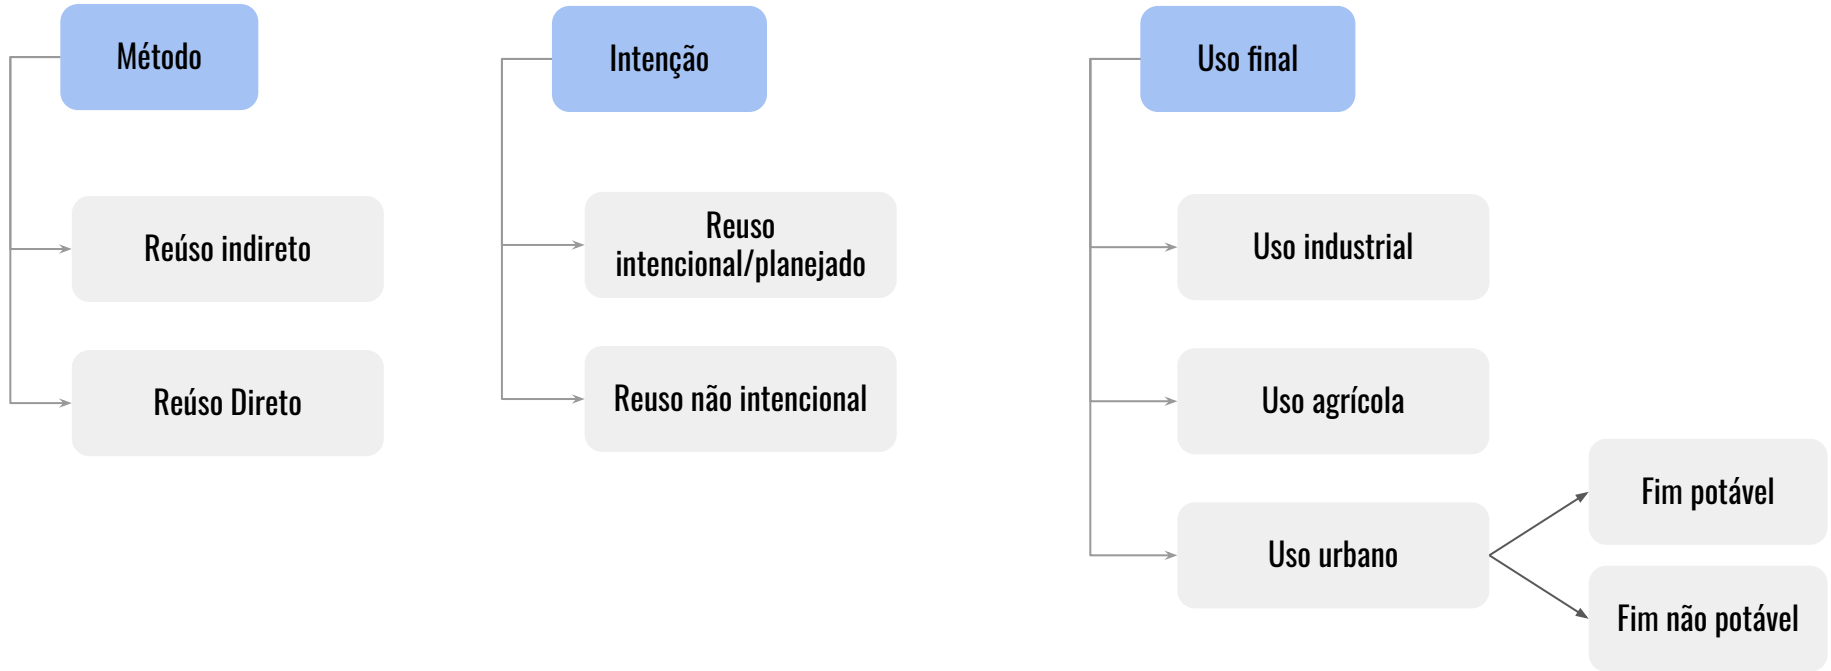 Método
Reúso indireto
Reúso Direto
Intenção
Reuso
intencional/planejado
Reuso não intencional
Uso final
Uso industrial
Uso agrícola
Uso urbano
Fim potável
Fim não potável